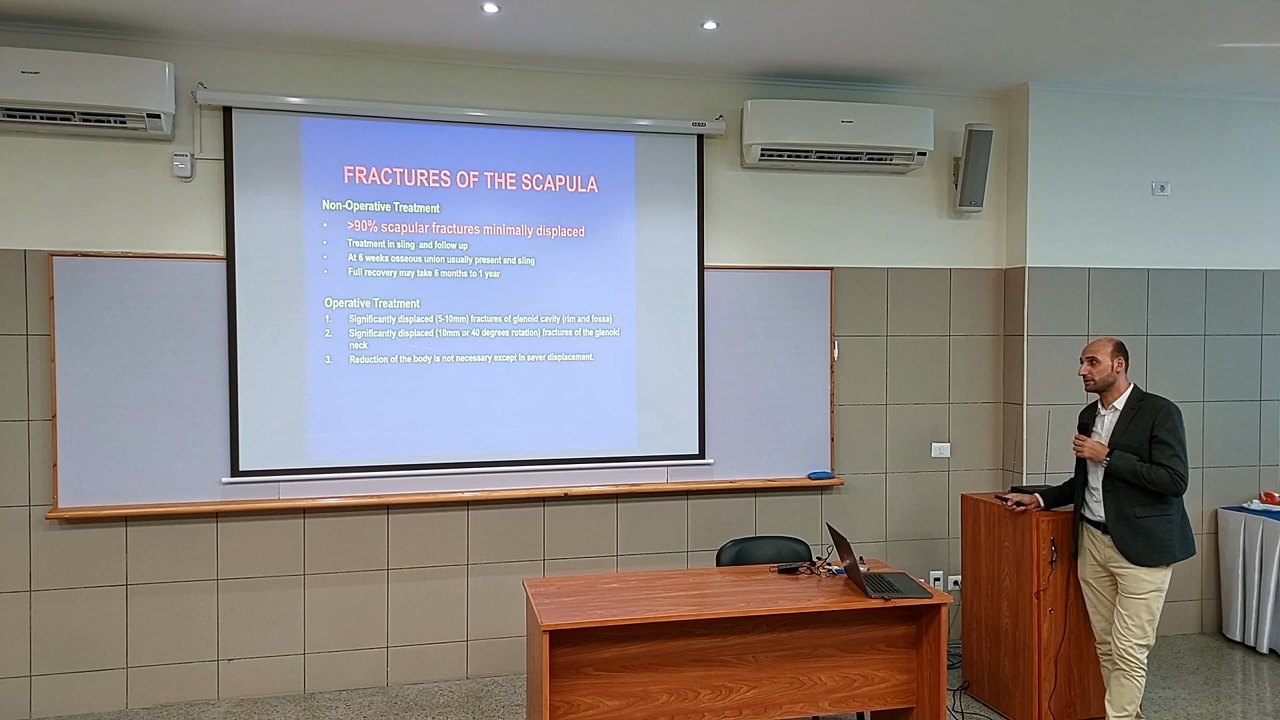 SHARP
VEGA
SHARP
FRACTURES OF THE SCAPULA
Non-Operative Treatment
• >90% scapular fractures minimally displaced
• Treatment in sling and follow up
• At 6 weeks osseous union usually present and sling
• Full recovery may take 6 months to 1 year
Operative Treatment
1. Significantly displaced (5-10mm) fractures of glenoid cavity (rim and fossa)
2. Significantly displaced (10mm or 40 degrees rotation) fractures of the glenoid
neck
3. Reduction of the body is not necessary except in sever displacement.